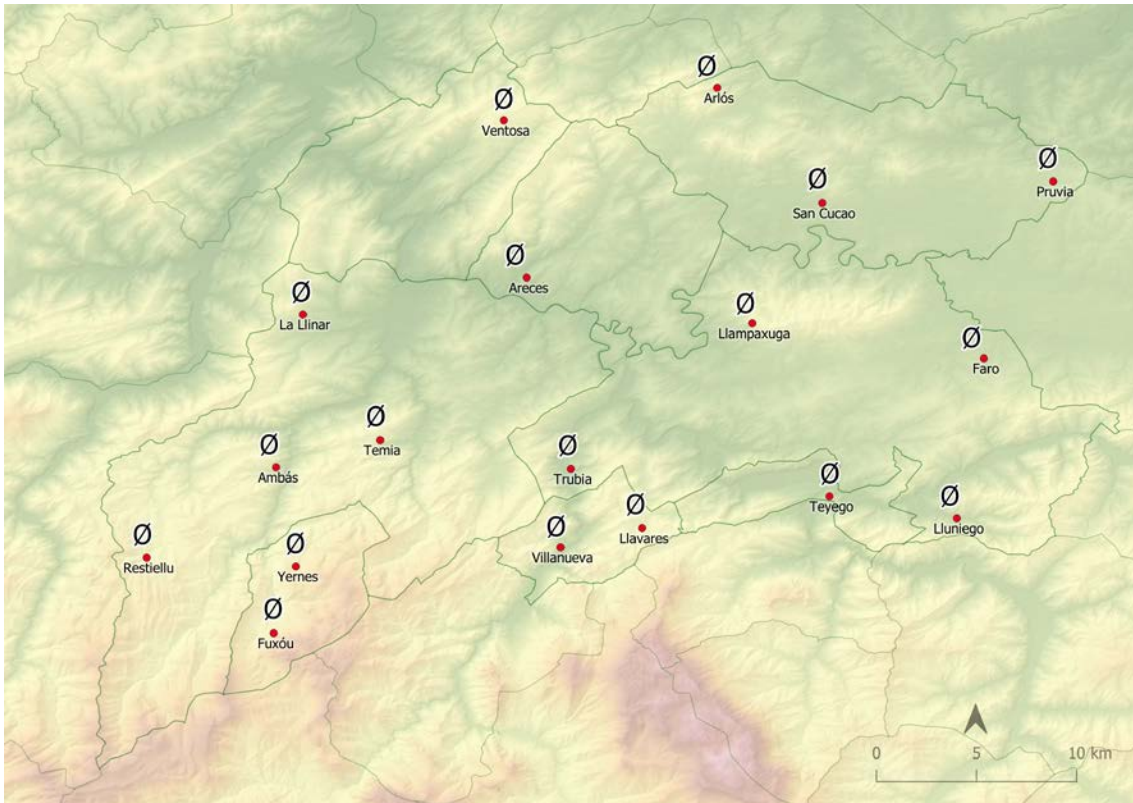 Ø
Arlós
Ø
Ventosa
Ø
Pruvia
Ø
San Cucao
Ø
Areces
Ø
La Llinar
Ø
Llampaxuga
Ø
Faro
Ø
Temia
Ø
Ambás
Ø
Trubia
Ø
Teyego
Ø
Lluniego
Ø
Llavares
Ø
Villanueva
Ø
Restiellu
Ø
Yernes
Ø
Fuxóu
0 5 10 km